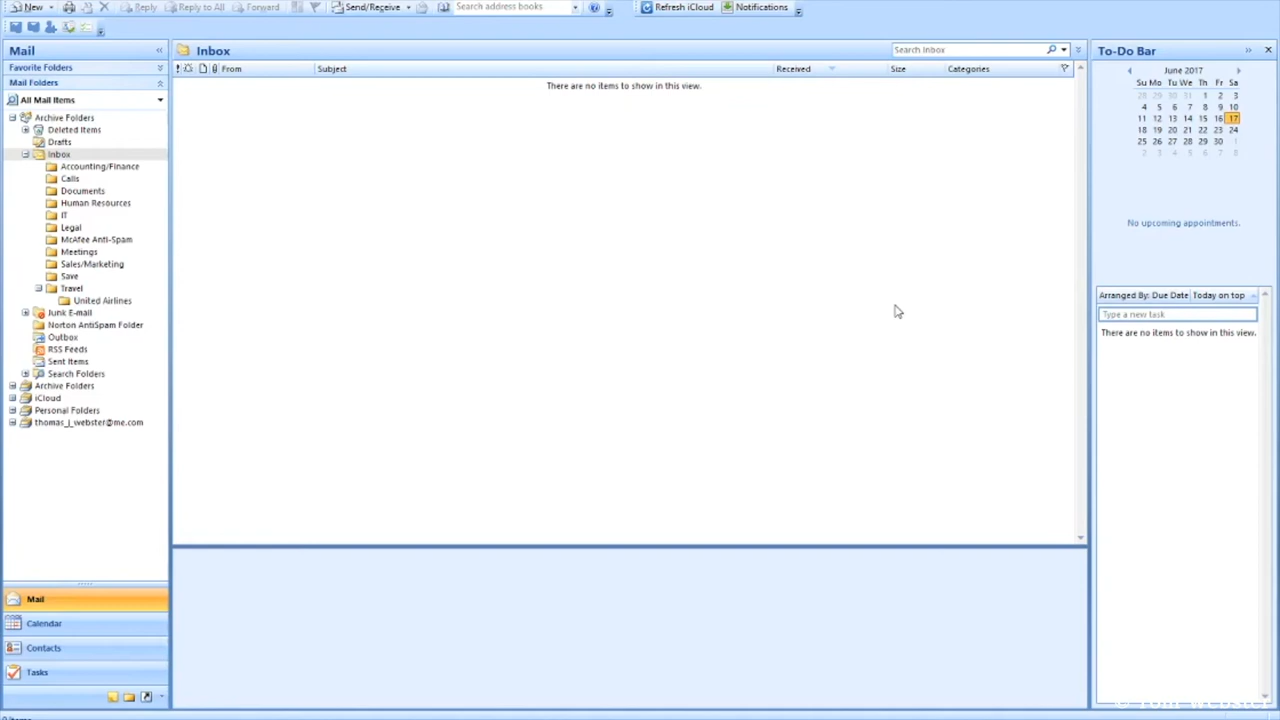 New Reply Reply to All Forward Send/Receive Search address books Refresh iCloud Notifications
Mail
Favorite Folders
Mail Folders
All Mail Items
Archive Folders
Deleted Items
Drafts
Inbox
Accounting/Finance
Calls
Documents
Human Resources
IT
Legal
McAfee Anti-Spam
Meetings
Sales/Marketing
Save
Travel
United Airlines
Junk E-mail
Norton AntiSpam Folder
Outbox
RSS Feeds
Sent Items
Search Folders
Archive Folders
iCloud
Personal Folders
thomas_j_webster@me.com
Mail
Calendar
Contacts
Tasks
Inbox
Search Inbox
From Subject Received Size Categories
There are no items to show in this view.
To-Do Bar
June 2017
Su Mo Tu We Th Fr Sa
28 29 30 31 1 2 3
4 5 6 7 8 9 10
11 12 13 14 15 16 17
18 19 20 21 22 23 24
25 26 27 28 29 30 1
2 3 4 5 6 7 8
No upcoming appointments.
Arranged By: Due Date Today on top
Type a new task
There are no items to show in this view.